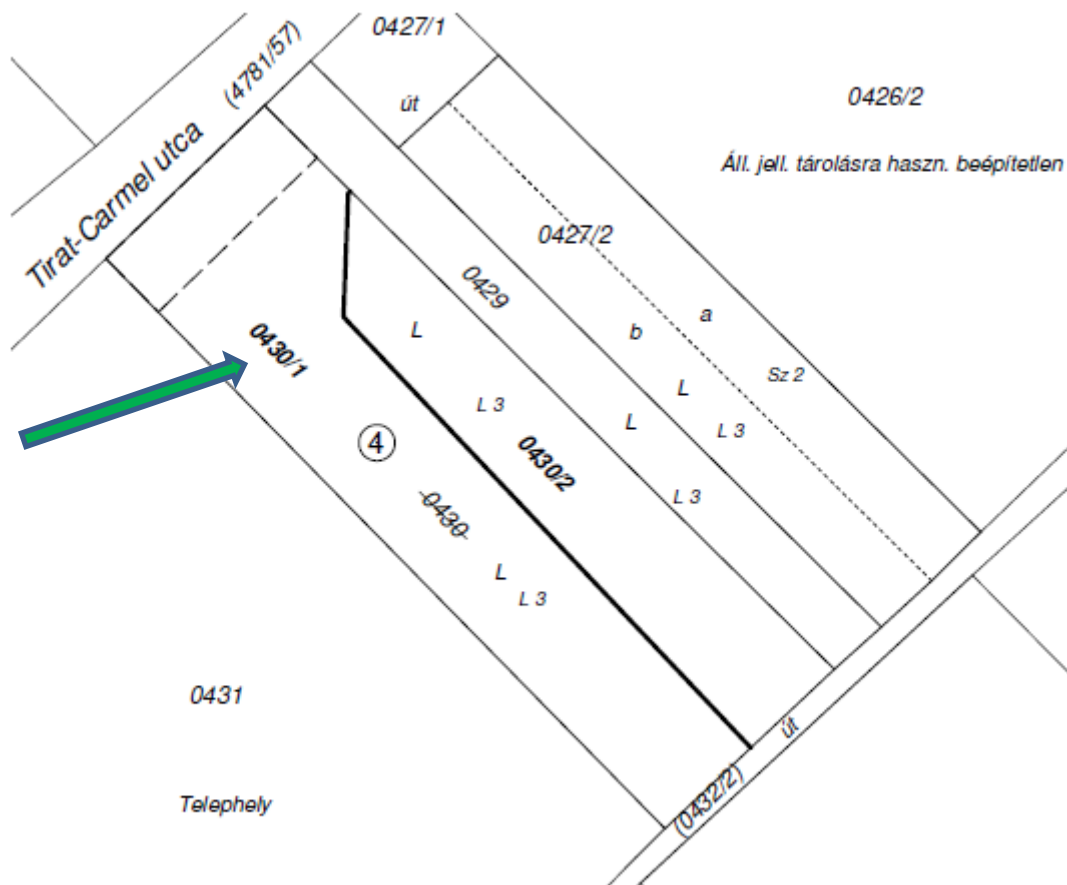 0427/1
(4781/57)
út
0426/2
Tirat-Carmel utca
Áll. jell. tárolásra haszn. beépítetlen
0427/2
0429
a
b
L
0430/1
Sz 2
L
L 3
L
L 3
4
0430/2
L 3
0430
L
L 3
0431
út
(0432/2)
Telephely